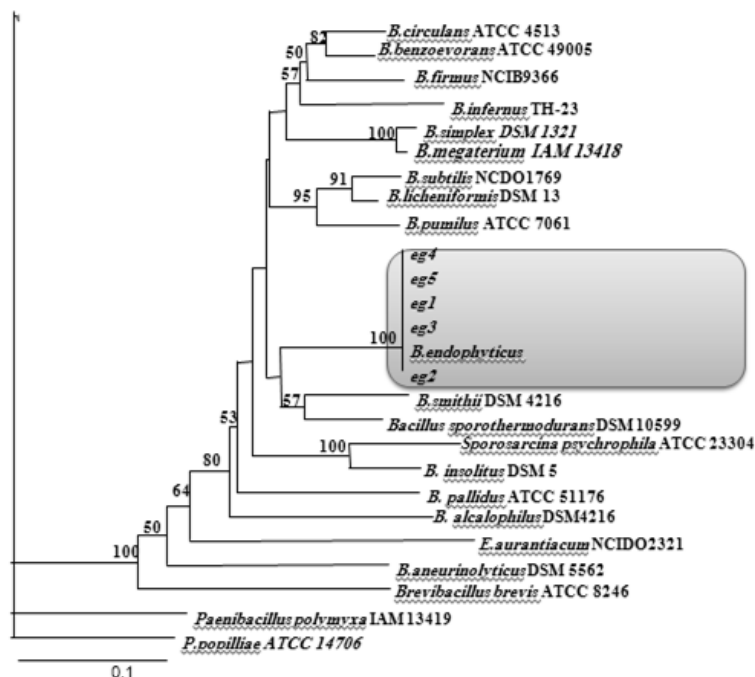 82
B.circulans ATCC 4513
50
B.benzoevorans ATCC 49005
57
B.firmus NCIB9366
B.infernus TH-23
100
B.simplex DSM 1321
B.megaterium IAM 13418
91
B.subtilis NCDO1769
95
B.licheniformis DSM 13
B.pumilus ATCC 7061
eg4
eg5
eg1
eg3
100
B.endophyticus
eg2
57
B.smithii DSM 4216
53
Bacillus sporothermodurans DSM 10599
100
Sporosarcina psychrophila ATCC 23304
80
B. insolitus DSM 5
64
B. pallidus ATCC 51176
B. alcalophilus DSM4216
50
E.aurantiacum NCIDO2321
100
B.aneurinolyticus DSM 5562
Brevibacillus brevis ATCC 8246
Paenibacillus polymyxa IAM 13419
P.popilliae ATCC 14706
0.1